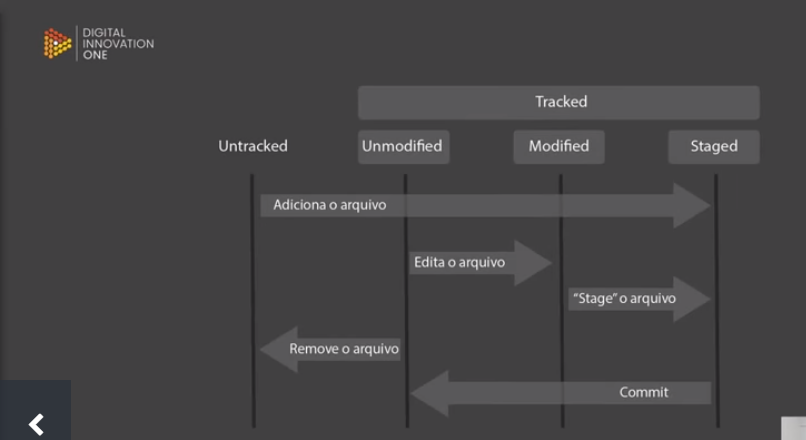 DIGITAL
INNOVATION
ONE
Tracked
Untracked
Unmodified
Modified
Staged
Adiciona o arquivo
Edita o arquivo
“Stage” o arquivo
Remove o arquivo
Commit